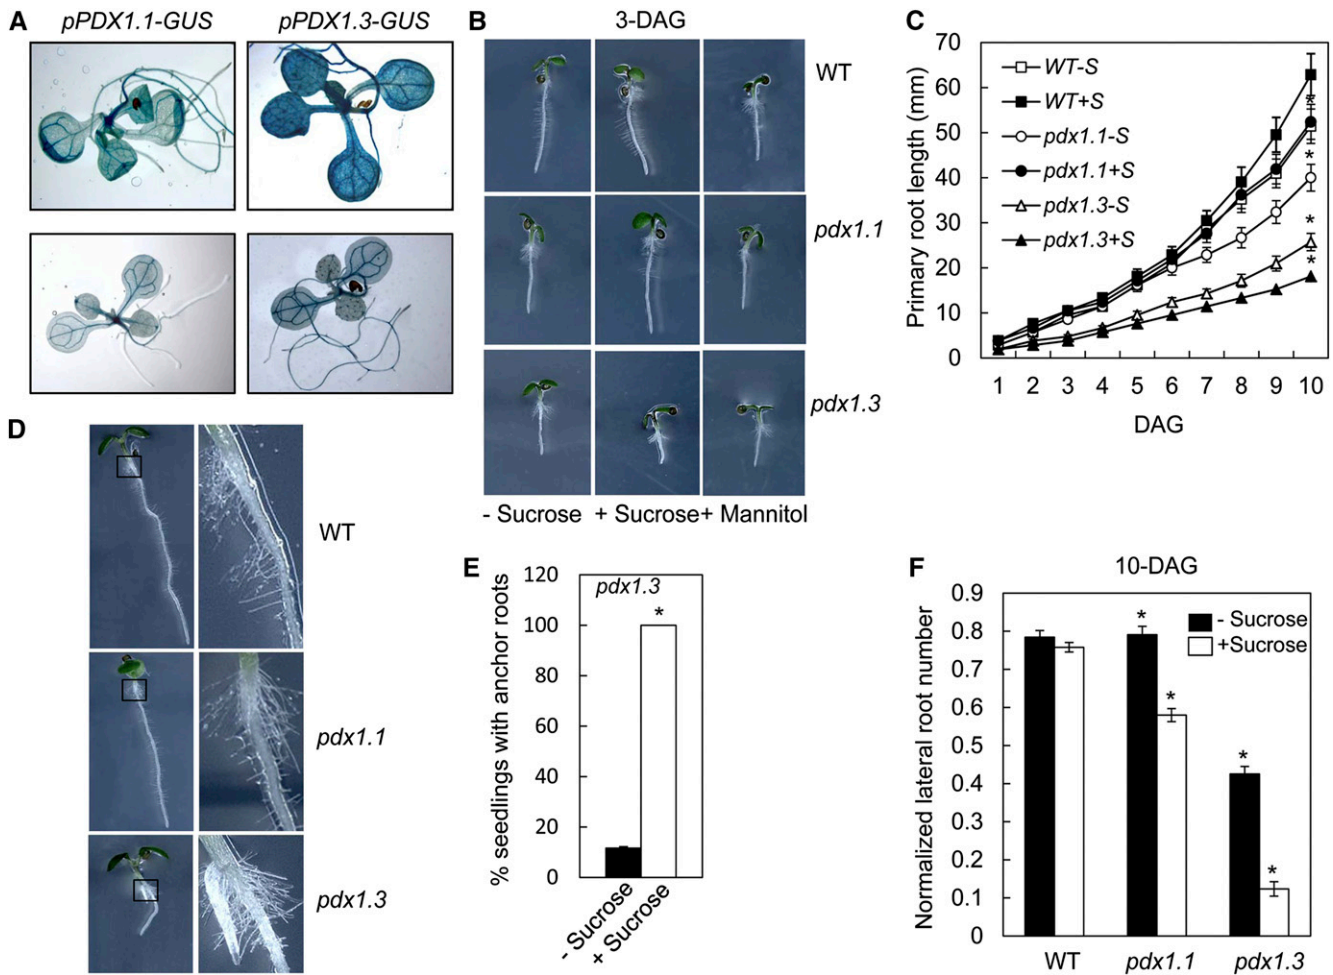 A
pPDX1.1-GUS
pPDX1.3-GUS
B
3-DAG
WT
pdx1.1
pdx1.3
- Sucrose
+ Sucrose
+ Mannitol
C
Primary root length (mm)
70
60
50
40
30
20
10
0
WT-S
WT+S
pdx1.1-S
pdx1.1+S
pdx1.3-S
pdx1.3+S
*
*
*
*
1 2 3 4 5 6 7 8 9 10
DAG
D
WT
pdx1.1
pdx1.3
E
% seedlings with anchor roots
120
100
80
60
40
20
0
pdx1.3
*
- Sucrose
+ Sucrose
F
10-DAG
Normalized lateral root number
0.9
0.8
0.7
0.6
0.5
0.4
0.3
0.2
0.1
0
- Sucrose
+Sucrose
*
*
*
*
WT
pdx1.1
pdx1.3